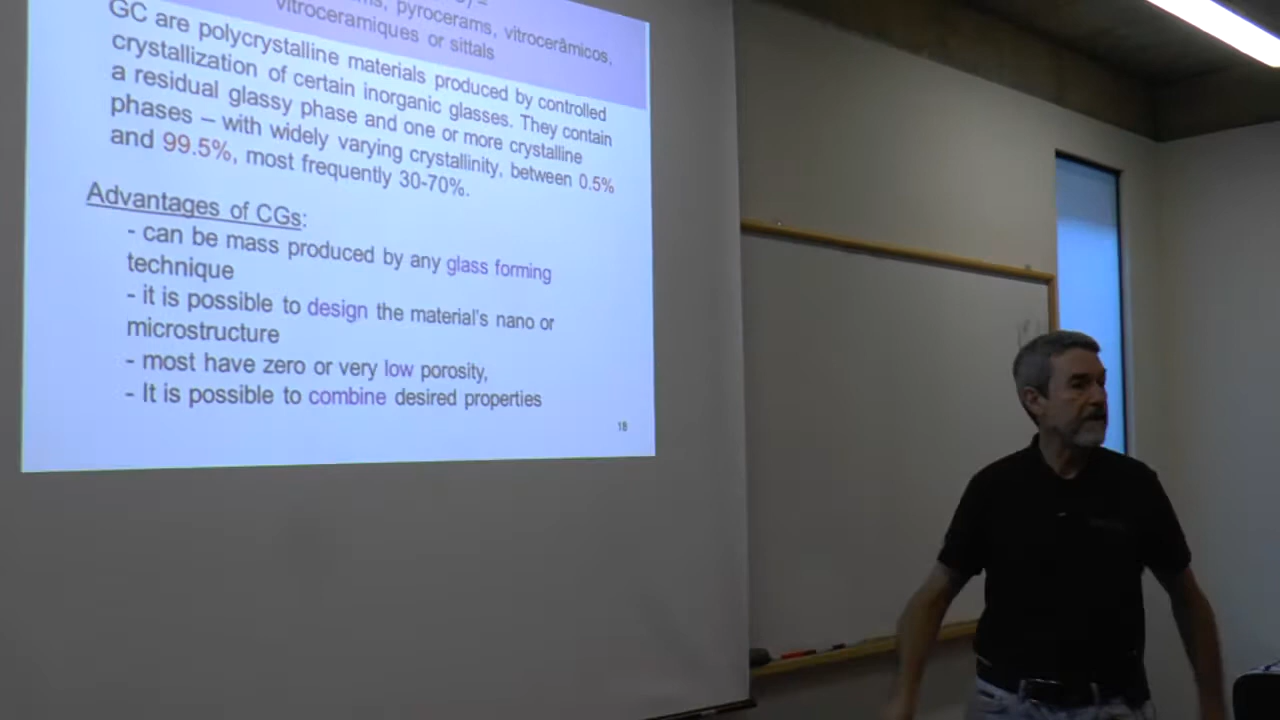 pyrocerams, vitrocerâmicos,
vitroceramiques or sittals
GC are polycrystalline materials produced by controlled
crystallization of certain inorganic glasses. They contain
a residual glassy phase and one or more crystalline
phases – with widely varying crystallinity, between 0.5%
and 99.5%, most frequently 30-70%.
Advantages of CGs:
- can be mass produced by any glass forming
technique
- it is possible to design the material's nano or
microstructure
- most have zero or very low porosity,
- It is possible to combine desired properties
18